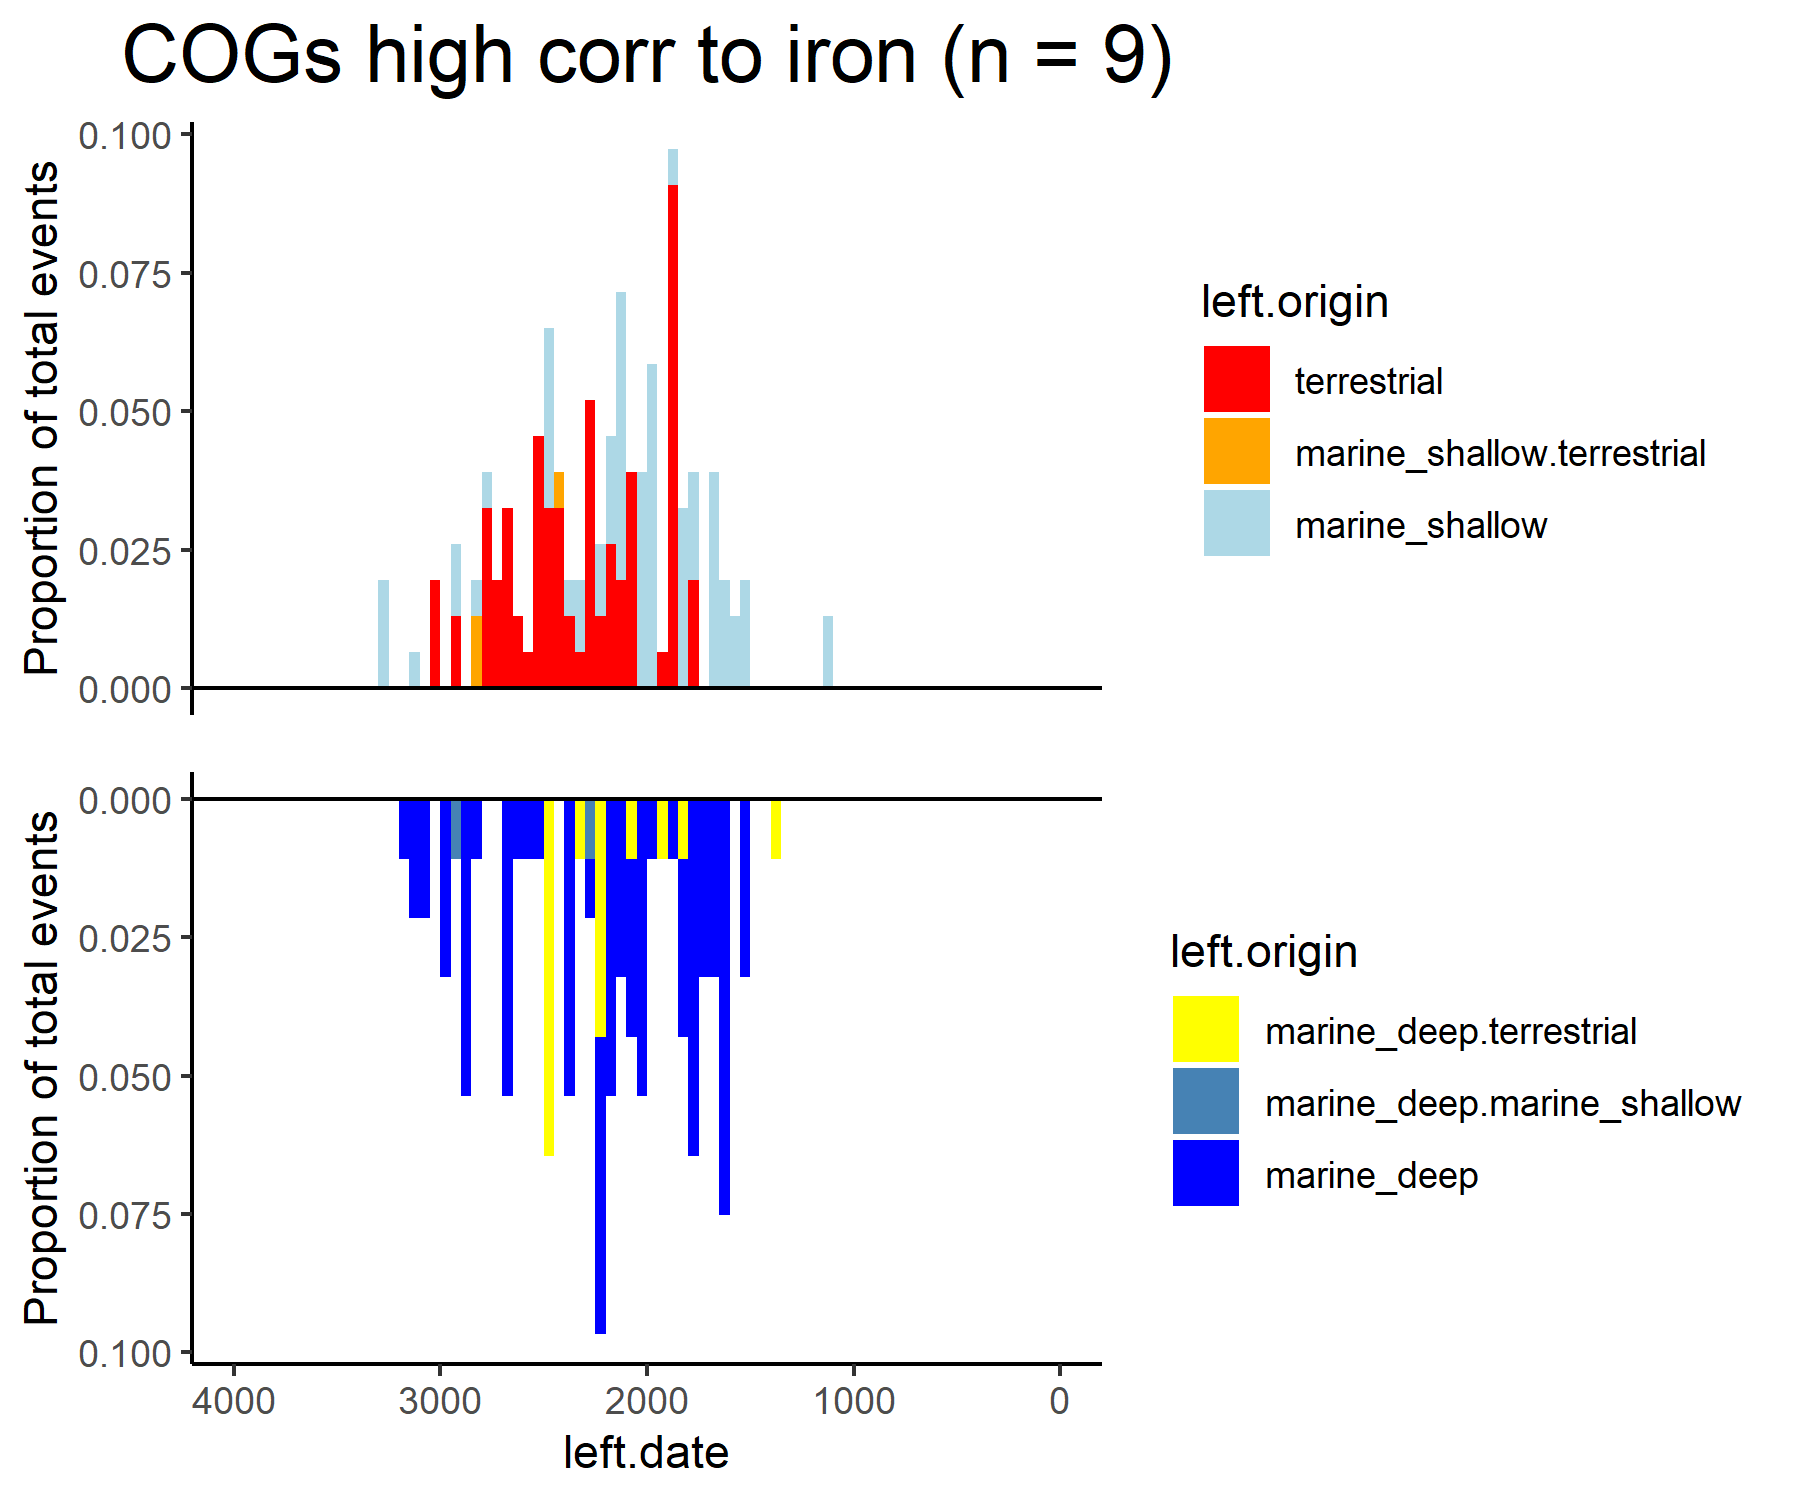 COGs high corr to iron (n = 9)
Proportion of total events
0.100
0.075
0.050
0.025
0.000
left.origin
terrestrial
marine_shallow.terrestrial
marine_shallow
Proportion of total events
0.000
0.025
0.050
0.075
0.100
4000 3000 2000 1000 0
left.date
left.origin
marine_deep.terrestrial
marine_deep.marine_shallow
marine_deep